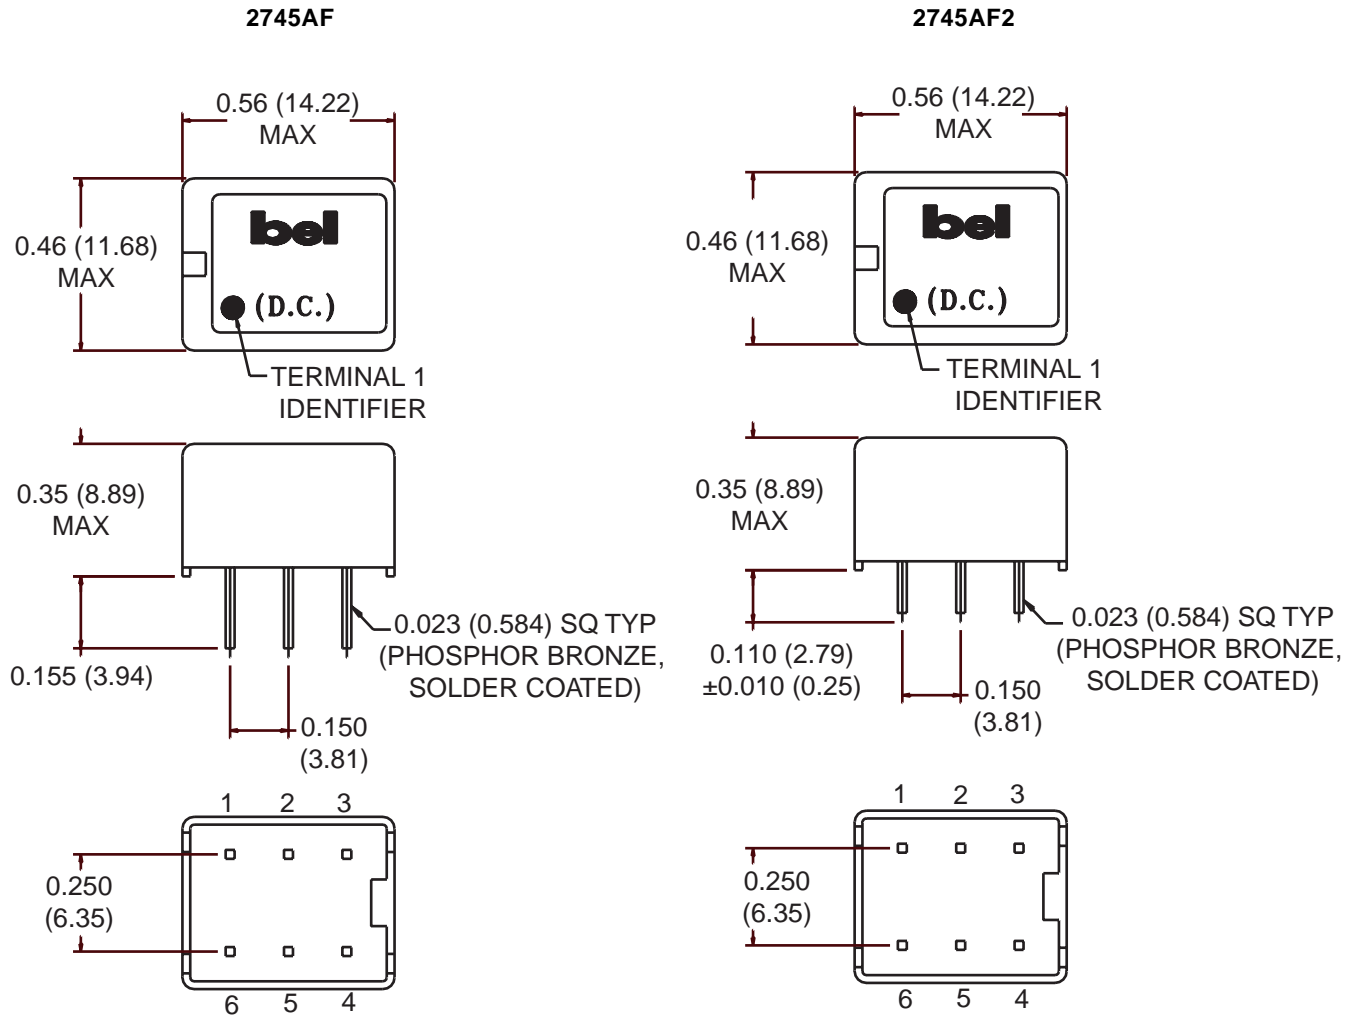 2745AF
0.56 (14.22)
MAX
0.46 (11.68)
MAX
bel
(D.C.)
TERMINAL 1
IDENTIFIER
0.35 (8.89)
MAX
0.155 (3.94)
0.023 (0.584) SQ TYP
(PHOSPHOR BRONZE,
SOLDER COATED)
0.150
(3.81)
1 2 3
0.250
(6.35)
6 5 4
2745AF2
0.56 (14.22)
MAX
0.46 (11.68)
MAX
bel
(D.C.)
TERMINAL 1
IDENTIFIER
0.35 (8.89)
MAX
0.110 (2.79)
±0.010 (0.25)
0.023 (0.584) SQ TYP
(PHOSPHOR BRONZE,
SOLDER COATED)
0.150
(3.81)
1 2 3
0.250
(6.35)
6 5 4